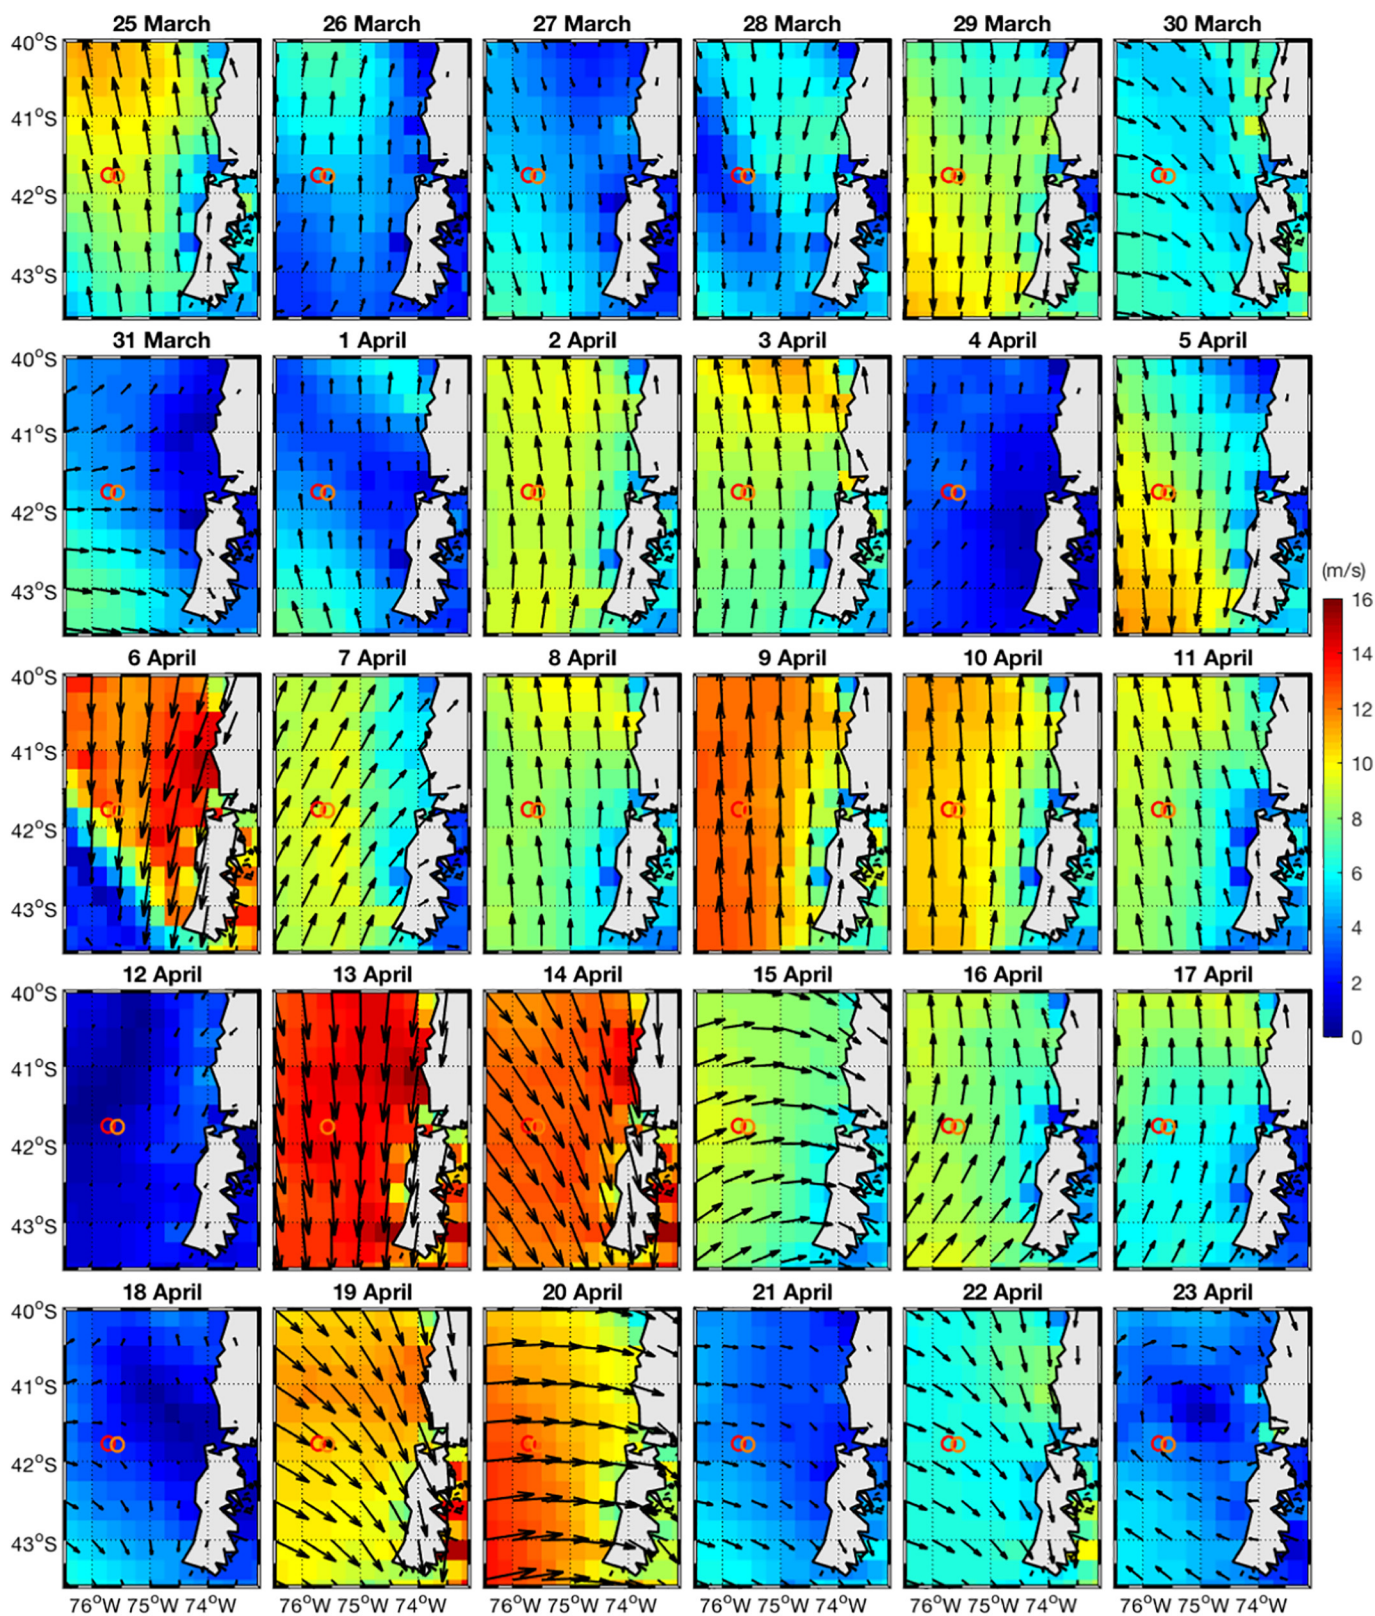 25 March 26 March 27 March 28 March 29 March 30 March
40°S
41°S
42°S
43°S
31 March 1 April 2 April 3 April 4 April 5 April
40°S
41°S
42°S
43°S
6 April 7 April 8 April 9 April 10 April 11 April
40°S
41°S
42°S
43°S
12 April 13 April 14 April 15 April 16 April 17 April
40°S
41°S
42°S
43°S
18 April 19 April 20 April 21 April 22 April 23 April
40°S
41°S
42°S
43°S
76°W 75°W 74°W 76°W 75°W 74°W 76°W 75°W 74°W 76°W 75°W 74°W 76°W 75°W 74°W 76°W 75°W 74°W
(m/s)
16
14
12
10
8
6
4
2
0